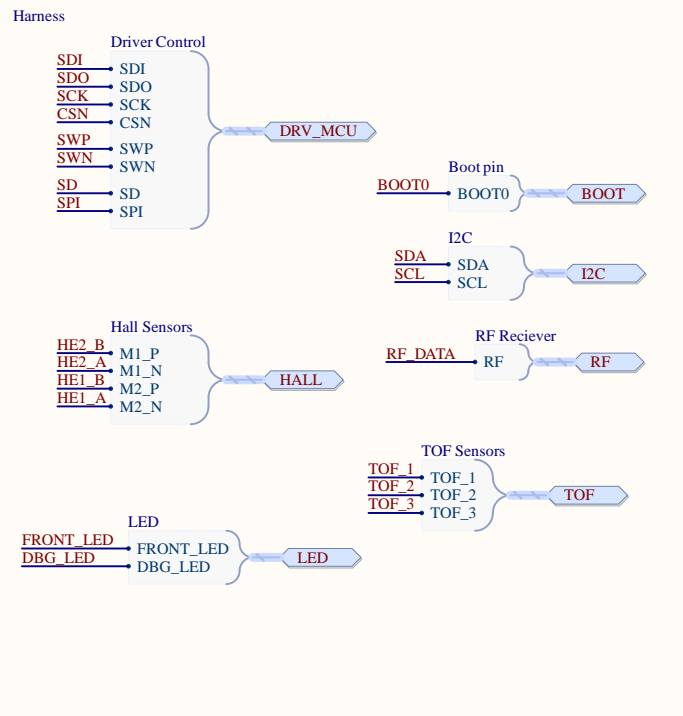 Harness
Driver Control
SDI SDI
SDO SDO
SCK SCK
CSN CSN
SWP SWP
SWN SWN
SD SD
SPI SPI
DRV_MCU
Boot pin
BOOT0 BOOT0
BOOT
I2C
SDA SDA
SCL SCL
I2C
Hall Sensors
HE2_B M1_P
HE2_A M1_N
HE1_B M2_P
HE1_A M2_N
HALL
RF Reciever
RF_DATA RF
RF
TOF Sensors
TOF_1 TOF_1
TOF_2 TOF_2
TOF_3 TOF_3
TOF
LED
FRONT_LED FRONT_LED
DBG_LED DBG_LED
LED